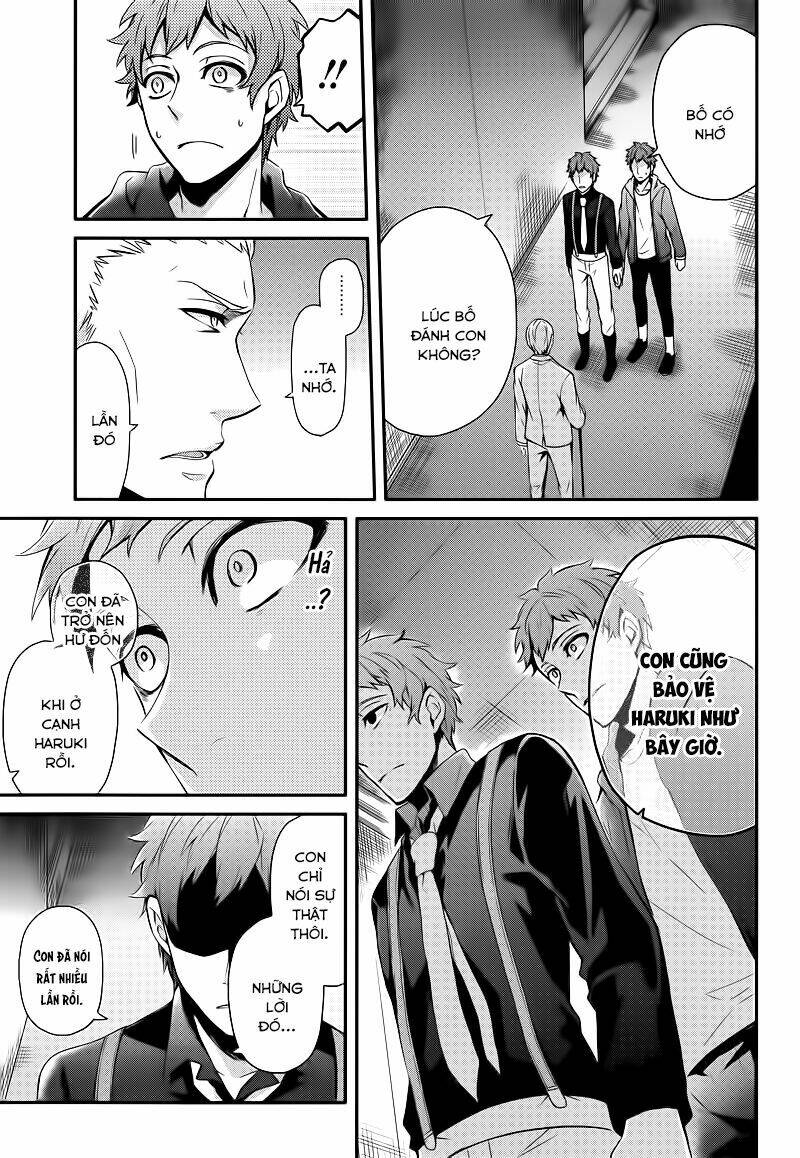 BỐ CÓ
NHỚ
LÚC BỐ
ĐÁNH CON
KHÔNG?
!!
.........
...TA
NHỚ.
LẦN
ĐÓ
CON CŨNG
BẢO VỆ
HARUKI NHƯ
BÂY GIỜ.
HẢ
..?
CON ĐÃ
TRỞ NÊN
HƯ ĐỐN
KHI Ở
CẠNH
HARUKI
RỒI.
CON
CHỈ
NÓI SỰ
THẬT
THÔI.
NHỮNG
LỜI
ĐÓ...
CON ĐÃ NÓI
RẤT NHIỀU
LẦN RỒI.